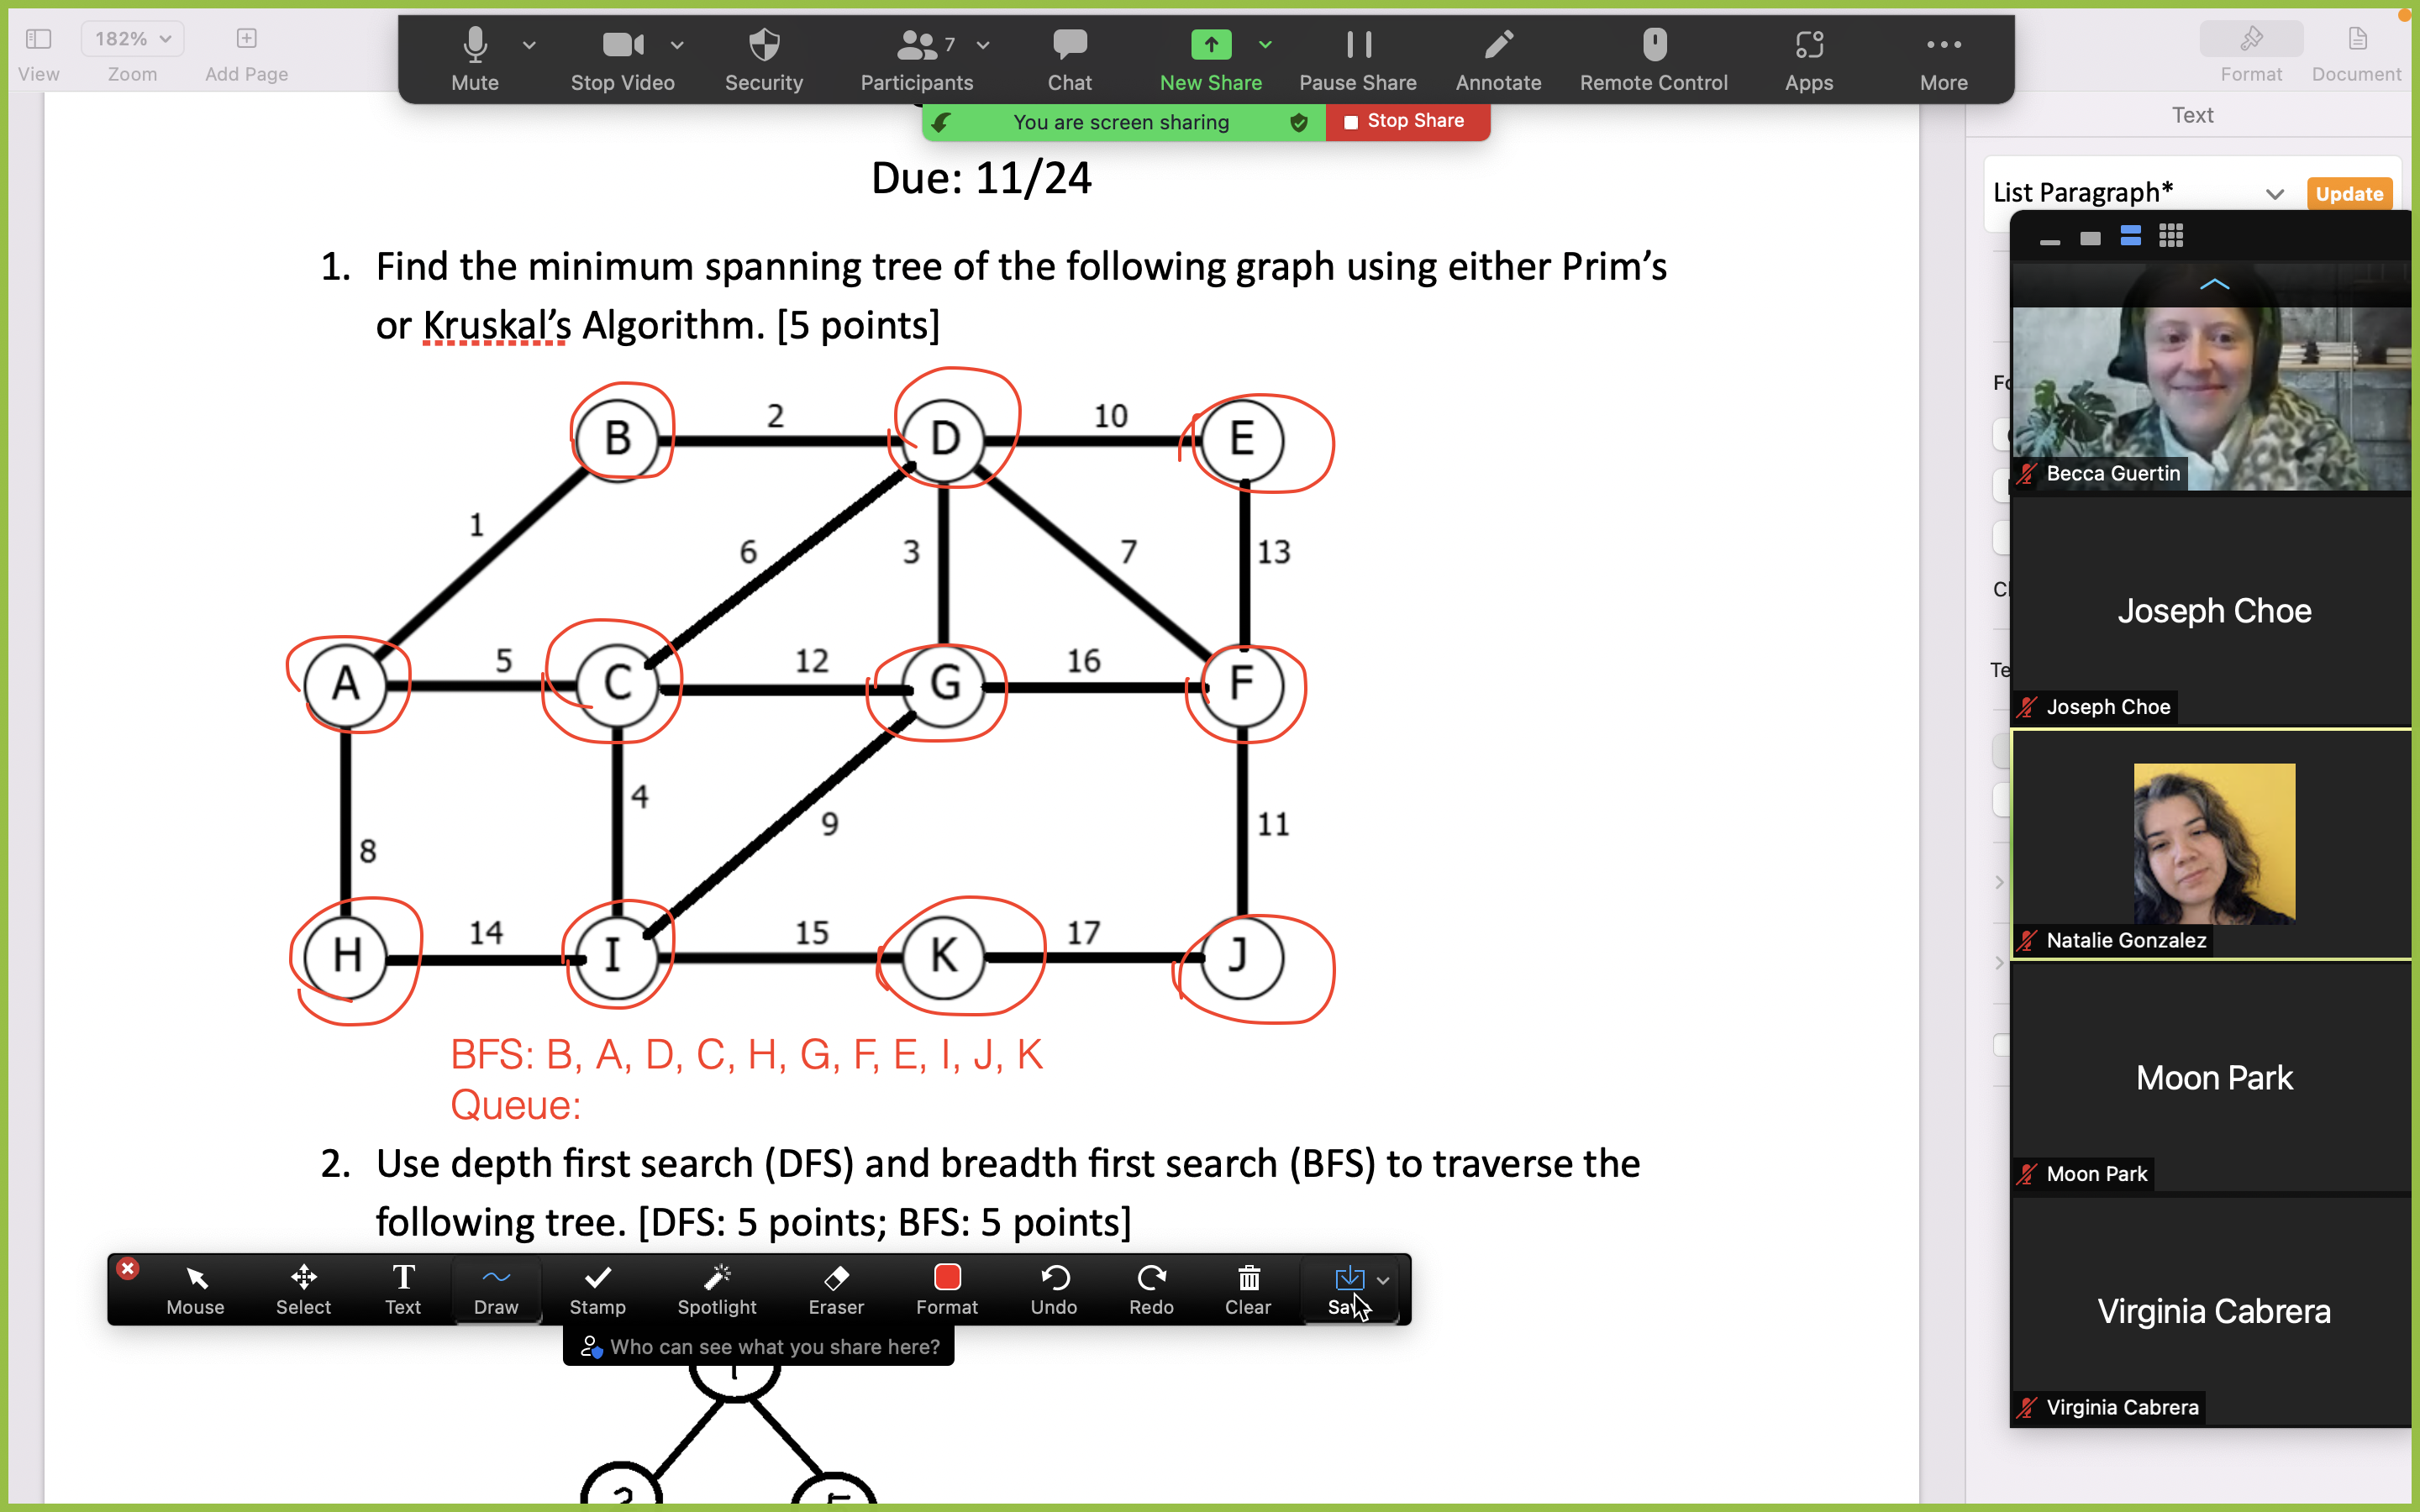 182%
View
Zoom
Add Page
Mute
Stop Video
Security
7
Participants
Chat
New Share
Pause Share
Annotate
Remote Control
Apps
More
Format
Document
You are screen sharing
Stop Share
Text
List Paragraph*
Update
Due: 11/24
1. Find the minimum spanning tree of the following graph using either Prim's
or Kruskal's Algorithm. [5 points]
B 2 D 10 E
1 6 3 7 13
A 5 C 12 G 16 F
8 4 9 11
H 14 I 15 K 17 J
BFS: B, A, D, C, H, G, F, E, I, J, K
Queue:
2. Use depth first search (DFS) and breadth first search (BFS) to traverse the
following tree. [DFS: 5 points; BFS: 5 points]
Mouse
Select
Text
Draw
Stamp
Spotlight
Eraser
Format
Undo
Redo
Clear
Who can see what you share here?
Becca Guertin
Joseph Choe
Joseph Choe
Natalie Gonzalez
Moon Park
Moon Park
Virginia Cabrera
Virginia Cabrera